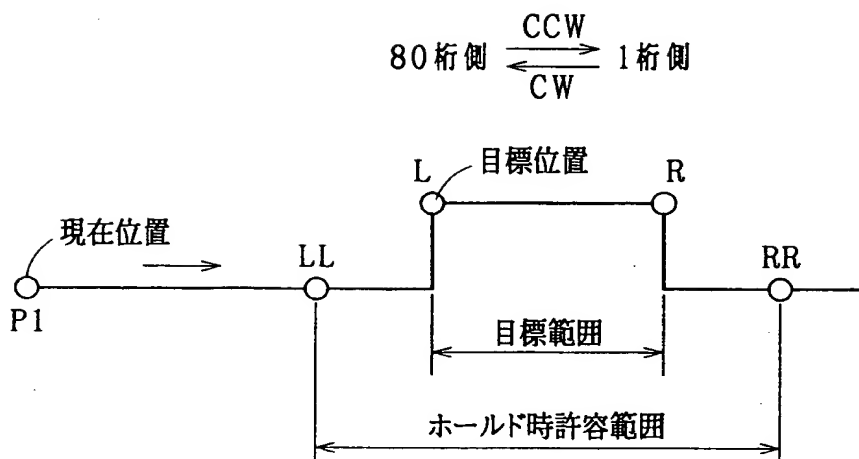 CCW
80桁側 1桁側
CW
L 目標位置 R
現在位置 LL RR
P1
目標範囲
ホールド時許容範囲